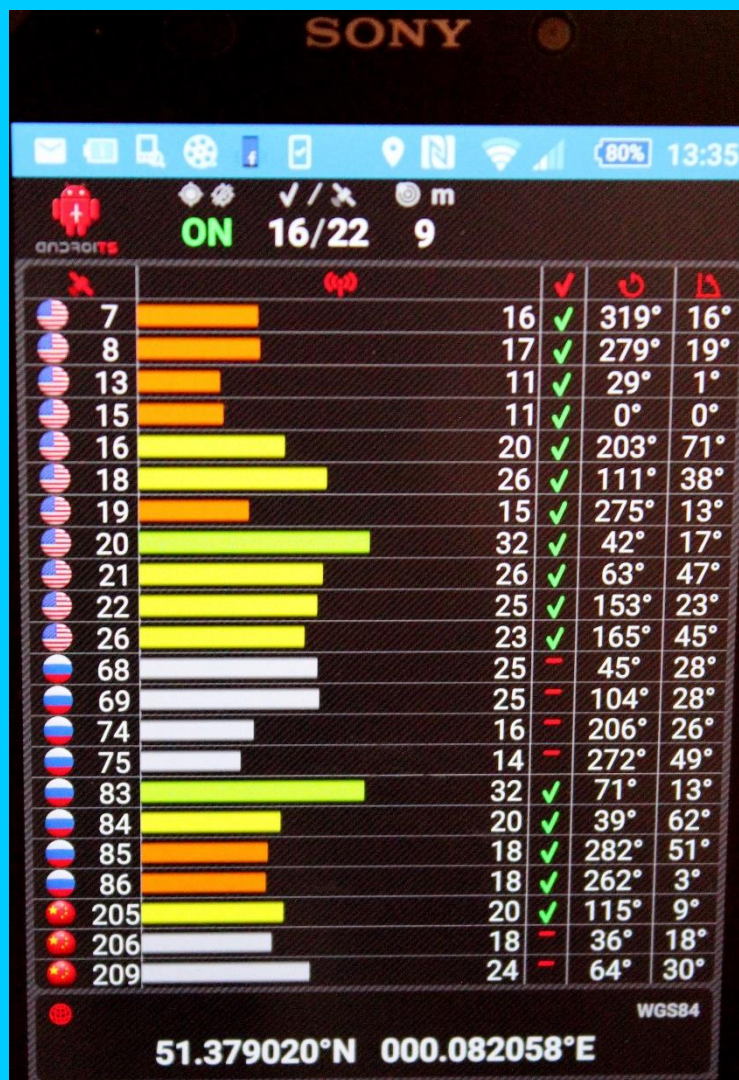 SONY
80% 13:35
m
ANDROITS ON 16/22 9
7 16 319° 16°
8 17 279° 19°
13 11 29° 1°
15 11 0° 0°
16 20 203° 71°
18 26 111° 38°
19 15 275° 13°
20 32 42° 17°
21 26 63° 47°
22 25 153° 23°
26 23 165° 45°
68 25 45° 28°
69 25 104° 28°
74 16 206° 26°
75 14 272° 49°
83 32 71° 13°
84 20 39° 62°
85 18 282° 51°
86 18 262° 3°
205 20 115° 9°
206 18 36° 18°
209 24 64° 30°
WGS84
51.379020°N 000.082058°E